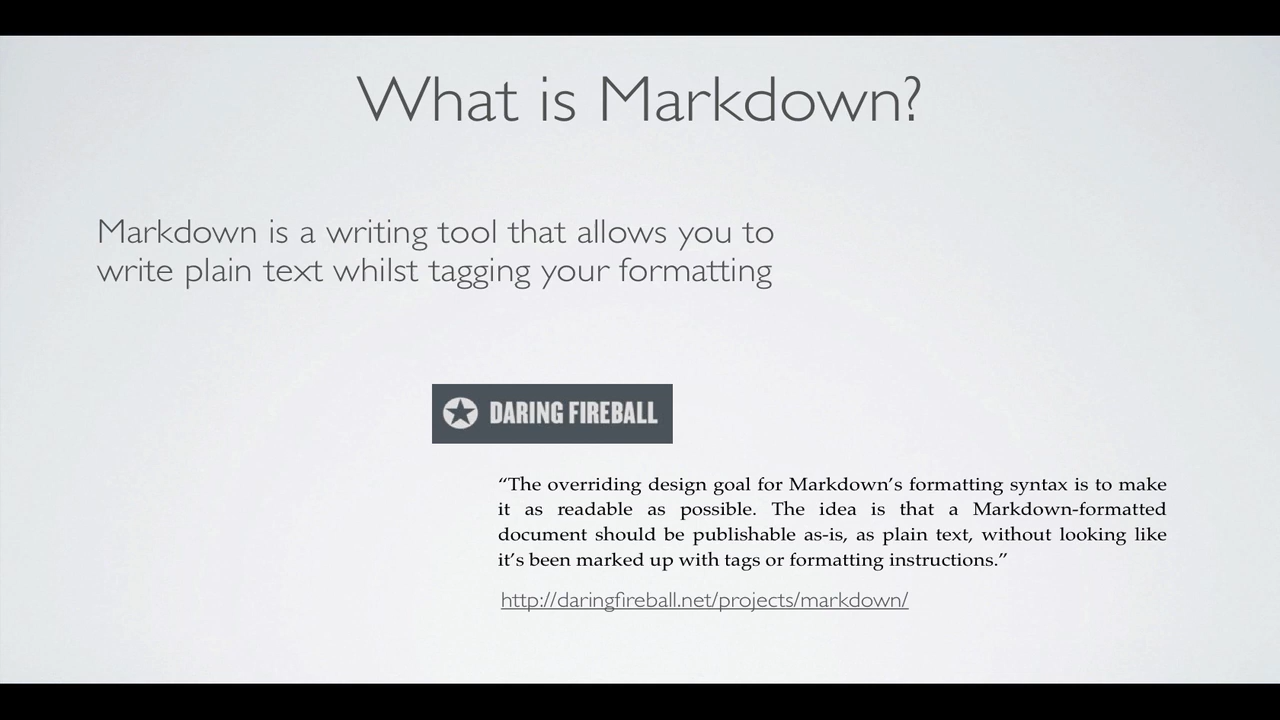 What is Markdown?
Markdown is a writing tool that allows you to
write plain text whilst tagging your formatting
DARING FIREBALL
“The overriding design goal for Markdown’s formatting syntax is to make
it as readable as possible. The idea is that a Markdown-formatted
document should be publishable as-is, as plain text, without looking like
it’s been marked up with tags or formatting instructions.”
http://daringfireball.net/projects/markdown/